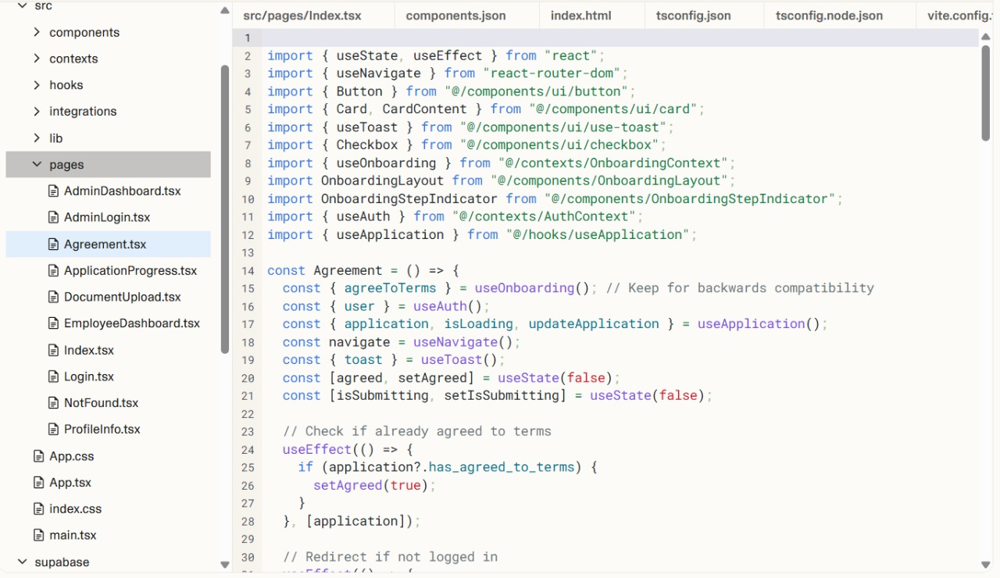 src
components
contexts
hooks
integrations
lib
pages
AdminDashboard.tsx
AdminLogin.tsx
Agreement.tsx
ApplicationProgress.tsx
DocumentUpload.tsx
EmployeeDashboard.tsx
Index.tsx
Login.tsx
NotFound.tsx
ProfileInfo.tsx
App.css
App.tsx
index.css
main.tsx
supabase
src/pages/Index.tsx components.json index.html tsconfig.json tsconfig.node.json vite.config.
1
2 import { useState, useEffect } from "react";
3 import { useNavigate } from "react-router-dom";
4 import { Button } from "@/components/ui/button";
5 import { Card, CardContent } from "@/components/ui/card";
6 import { useToast } from "@/components/ui/use-toast";
7 import { Checkbox } from "@/components/ui/checkbox";
8 import { useOnboarding } from "@/contexts/OnboardingContext";
9 import OnboardingLayout from "@/components/OnboardingLayout";
10 import OnboardingStepIndicator from "@/components/OnboardingStepIndicator";
11 import { useAuth } from "@/contexts/AuthContext";
12 import { useApplication } from "@/hooks/useApplication";
13
14 const Agreement = () => {
15   const { agreeToTerms } = useOnboarding(); // Keep for backwards compatibility
16   const { user } = useAuth();
17   const { application, isLoading, updateApplication } = useApplication();
18   const navigate = useNavigate();
19   const { toast } = useToast();
20   const [agreed, setAgreed] = useState(false);
21   const [isSubmitting, setIsSubmitting] = useState(false);
22
23   // Check if already agreed to terms
24   useEffect(() => {
25     if (application?.has_agreed_to_terms) {
26       setAgreed(true);
27     }
28   }, [application]);
29
30   // Redirect if not logged in